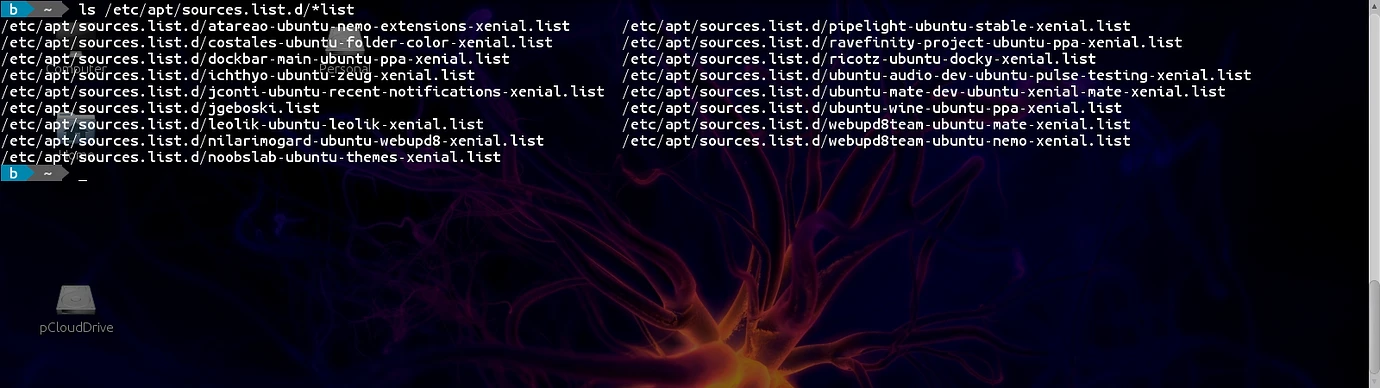 b ~ ls /etc/apt/sources.list.d/*list
/etc/apt/sources.list.d/atareao-ubuntu-nemo-extensions-xenial.list /etc/apt/sources.list.d/pipelight-ubuntu-stable-xenial.list
/etc/apt/sources.list.d/costales-ubuntu-folder-color-xenial.list /etc/apt/sources.list.d/ravefinity-project-ubuntu-ppa-xenial.list
/etc/apt/sources.list.d/dockbar-main-ubuntu-ppa-xenial.list /etc/apt/sources.list.d/ricotz-ubuntu-docky-xenial.list
Computer Personal
/etc/apt/sources.list.d/ichthyo-ubuntu-zeug-xenial.list /etc/apt/sources.list.d/ubuntu-audio-dev-ubuntu-pulse-testing-xenial.list
/etc/apt/sources.list.d/jconti-ubuntu-recent-notifications-xenial.list /etc/apt/sources.list.d/ubuntu-mate-dev-ubuntu-xenial-mate-xenial.list
/etc/apt/sources.list.d/jgeboski.list /etc/apt/sources.list.d/ubuntu-wine-ubuntu-ppa-xenial.list
/etc/apt/sources.list.d/leolik-ubuntu-leolik-xenial.list /etc/apt/sources.list.d/webupd8team-ubuntu-mate-xenial.list
/etc/apt/sources.list.d/nilarimogard-ubuntu-webupd8-xenial.list /etc/apt/sources.list.d/webupd8team-ubuntu-nemo-xenial.list
/etc/apt/sources.list.d/noobslab-ubuntu-themes-xenial.list
b ~ _
pCloudDrive